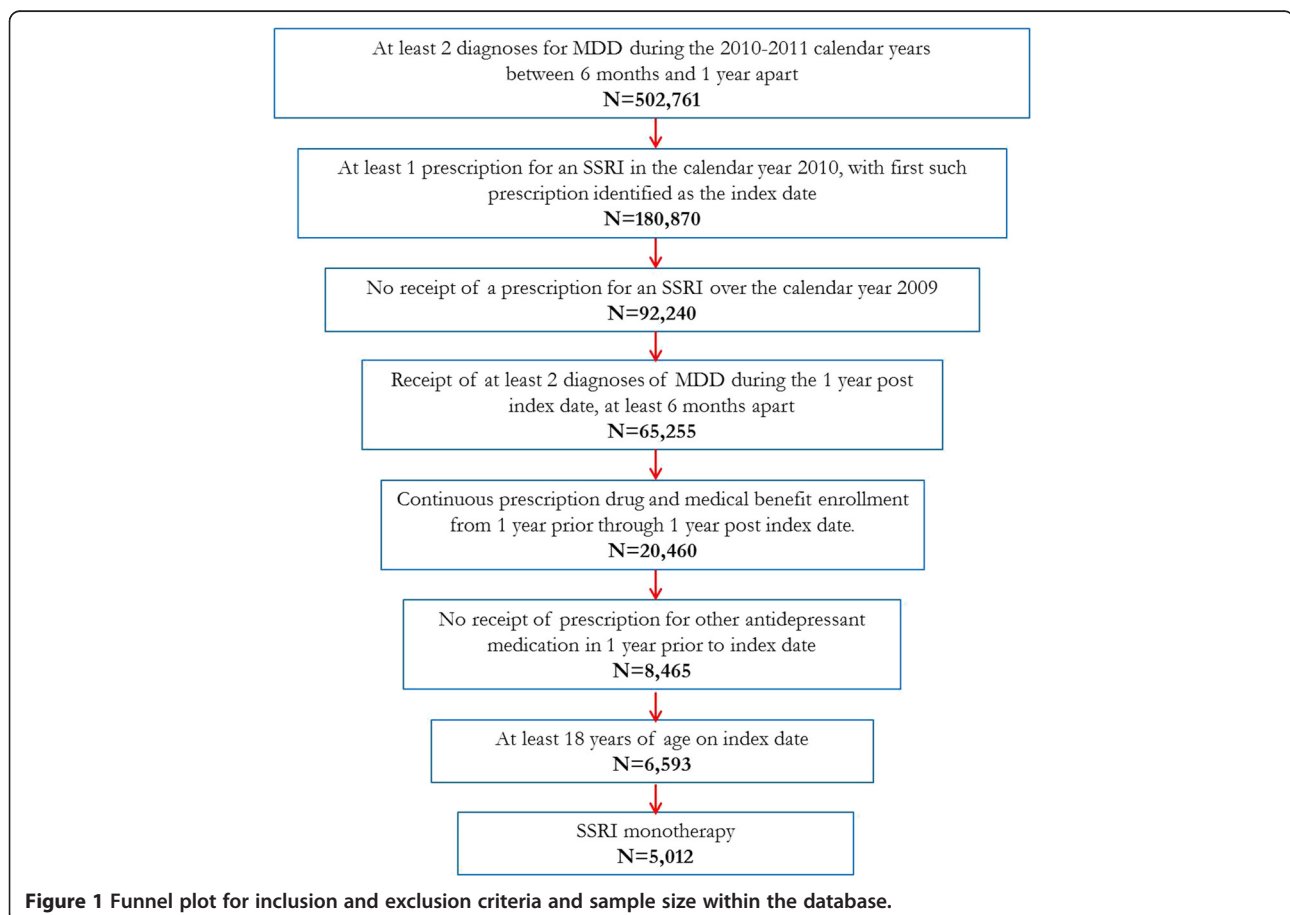 At least 2 diagnoses for MDD during the 2010-2011 calendar years
between 6 months and 1 year apart
N=502,761
At least 1 prescription for an SSRI in the calendar year 2010, with first such
prescription identified as the index date
N=180,870
No receipt of a prescription for an SSRI over the calendar year 2009
N=92,240
Receipt of at least 2 diagnoses of MDD during the 1 year post
index date, at least 6 months apart
N=65,255
Continuous prescription drug and medical benefit enrollment
from 1 year prior through 1 year post index date.
N=20,460
No receipt of prescription for other antidepressant
medication in 1 year prior to index date
N=8,465
At least 18 years of age on index date
N=6,593
SSRI monotherapy
N=5,012
Figure 1 Funnel plot for inclusion and exclusion criteria and sample size within the database.